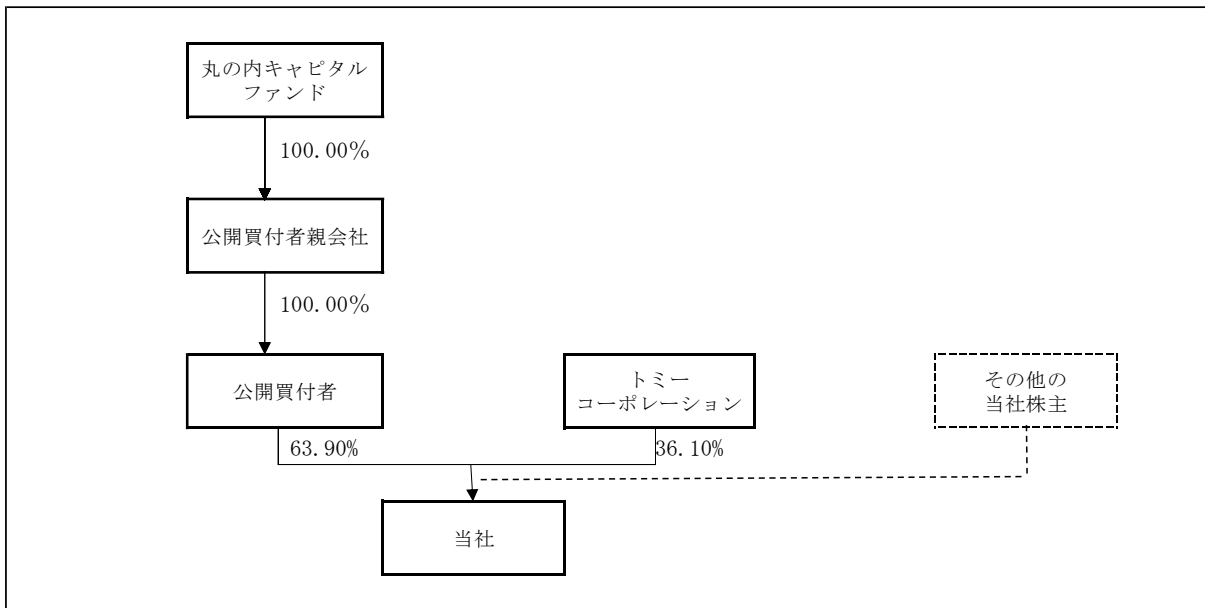 丸の内キャピタル
ファンド
100.00%
公開買付者親会社
100.00%
公開買付者
トミー
コーポレーション
その他の
当社株主
63.90%
36.10%
当社